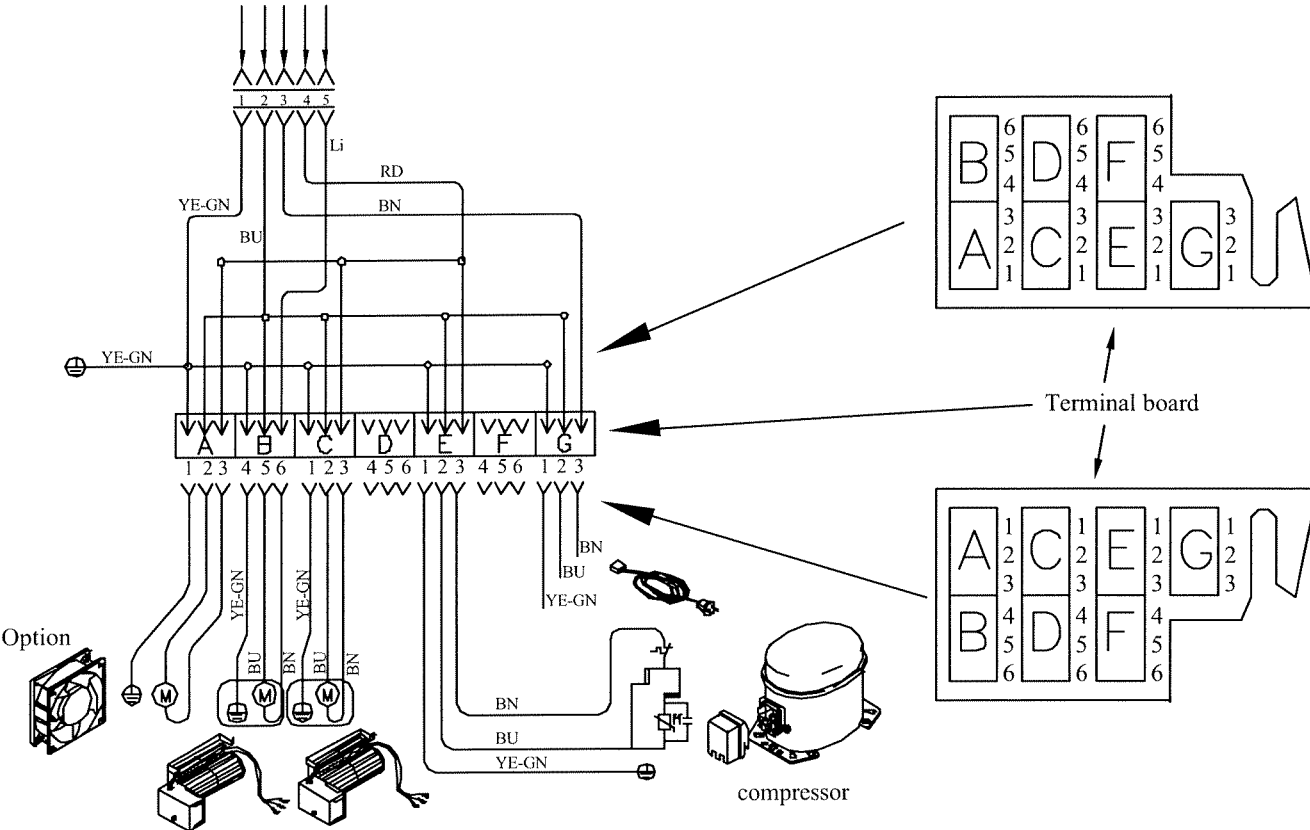 1 2 3 4 5
Li
RD
YE-GN
BN
BU
YE-GN
A B C D E F G
1 2 3 4 5 6 1 2 3 4 5 6 1 2 3 4 5 6 1 2 3
BN
BU
YE-GN
YE-GN
BU
BN
YE-GN
BU
BN
Option
M
M
M
BN
BU
YE-GN
compressor
B 6 5 4 D 6 5 4 F 6 5 4
A 3 2 1 C 3 2 1 E 3 2 1 G 3 2 1
Terminal board
A 1 2 3 C 1 2 3 E 1 2 3 G 1 2 3
B 4 5 6 D 4 5 6 F 4 5 6